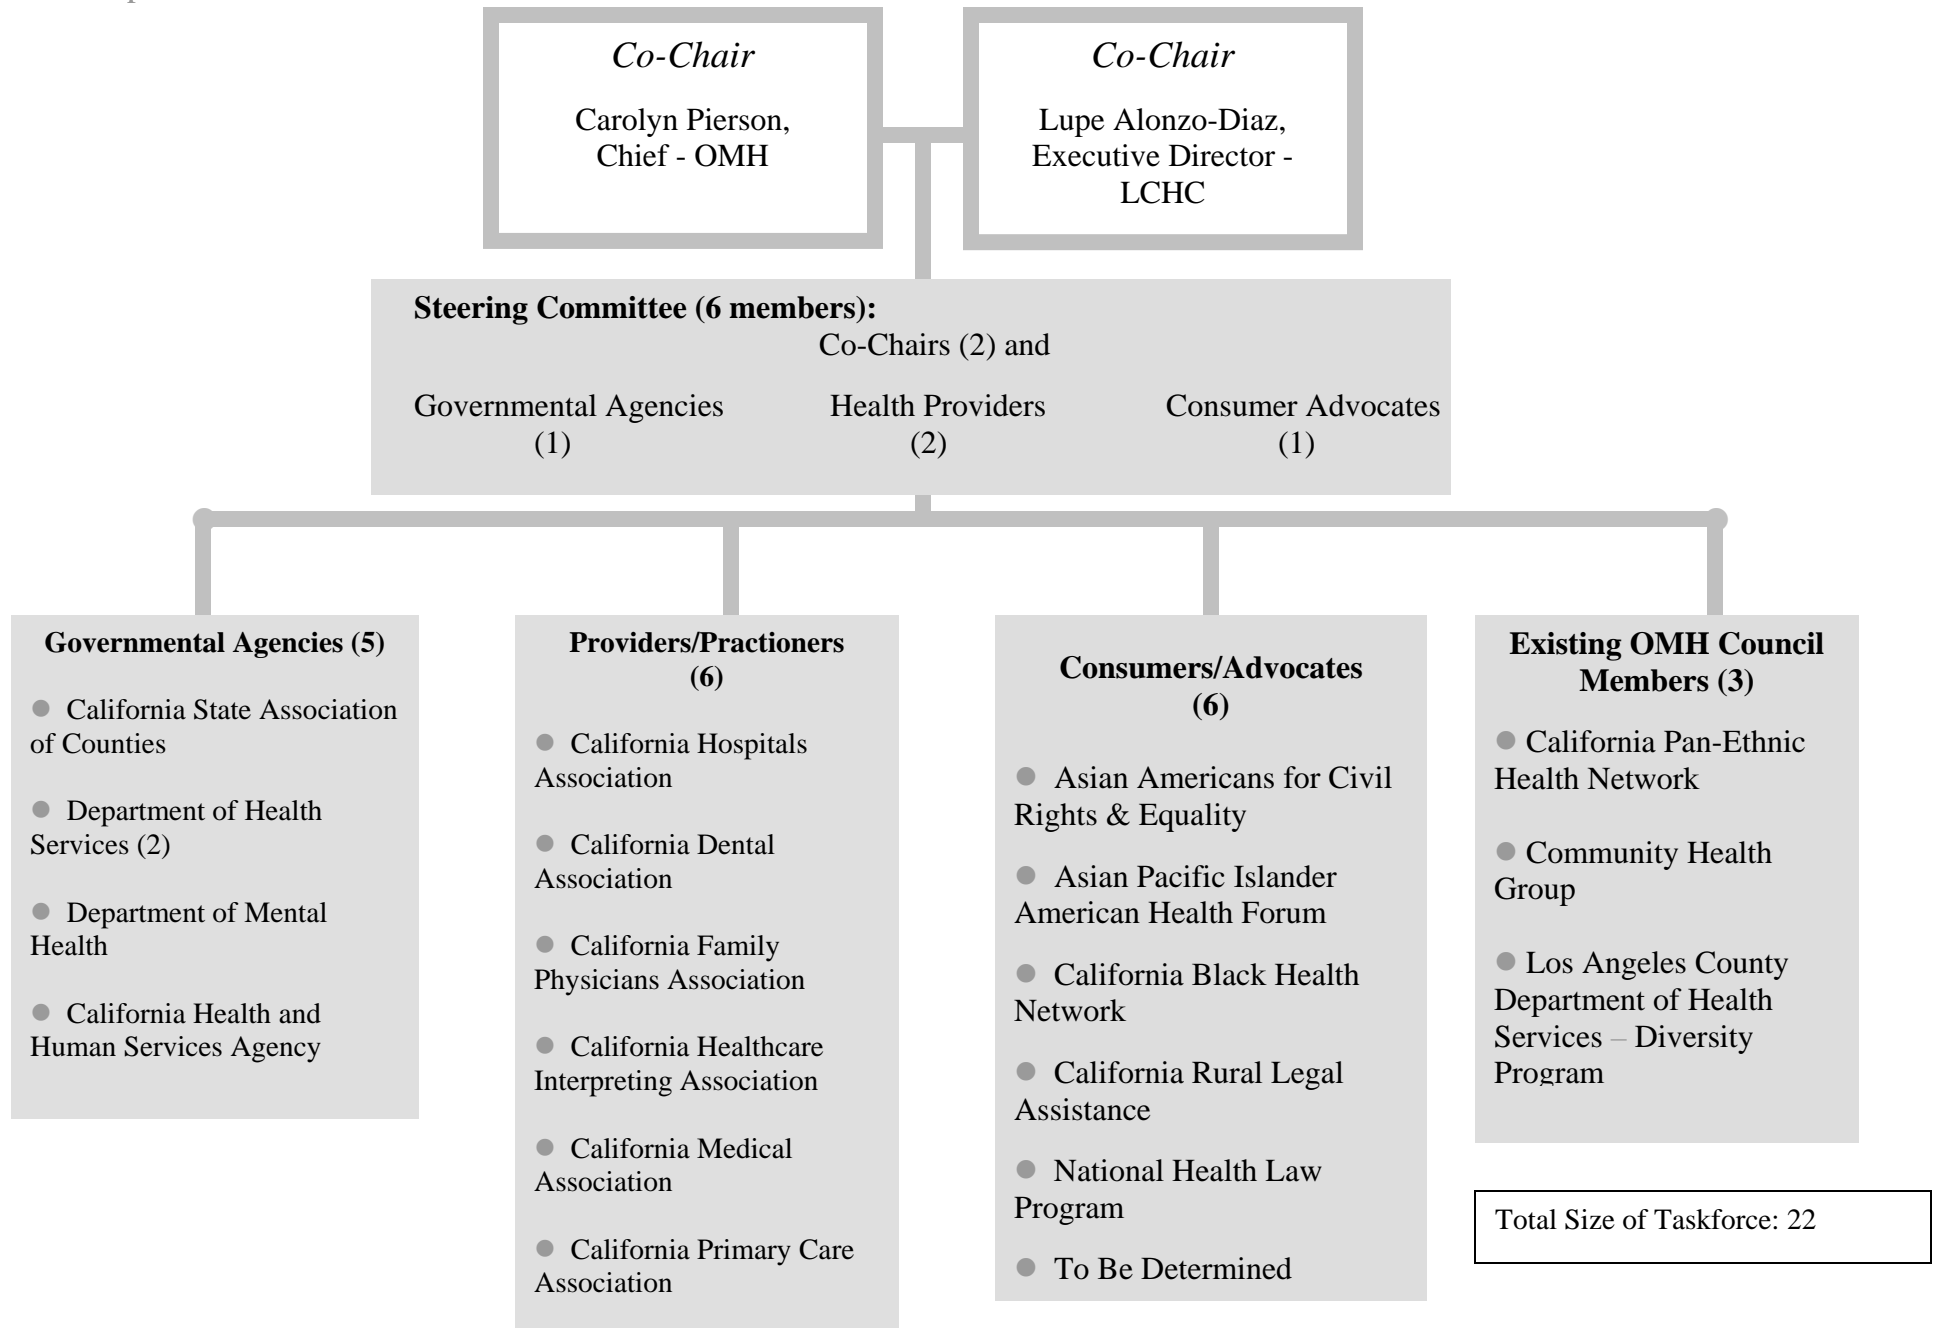 Co-Chair
Carolyn Pierson,
Chief - OMH
Co-Chair
Lupe Alonzo-Diaz,
Executive Director -
LCHC
Steering Committee (6 members):
Co-Chairs (2) and
Governmental Agencies
(1)
Health Providers
(2)
Consumer Advocates
(1)
Governmental Agencies (5)
● California State Association
of Counties
● Department of Health
Services (2)
● Department of Mental
Health
● California Health and
Human Services Agency
Providers/Practioners
(6)
● California Hospitals
Association
● California Dental
Association
● California Family
Physicians Association
● California Healthcare
Interpreting Association
● California Medical
Association
● California Primary Care
Association
Consumers/Advocates
(6)
● Asian Americans for Civil
Rights & Equality
● Asian Pacific Islander
American Health Forum
● California Black Health
Network
● California Rural Legal
Assistance
● National Health Law
Program
● To Be Determined
Existing OMH Council
Members (3)
● California Pan-Ethnic
Health Network
● Community Health
Group
● Los Angeles County
Department of Health
Services – Diversity
Program
Total Size of Taskforce: 22